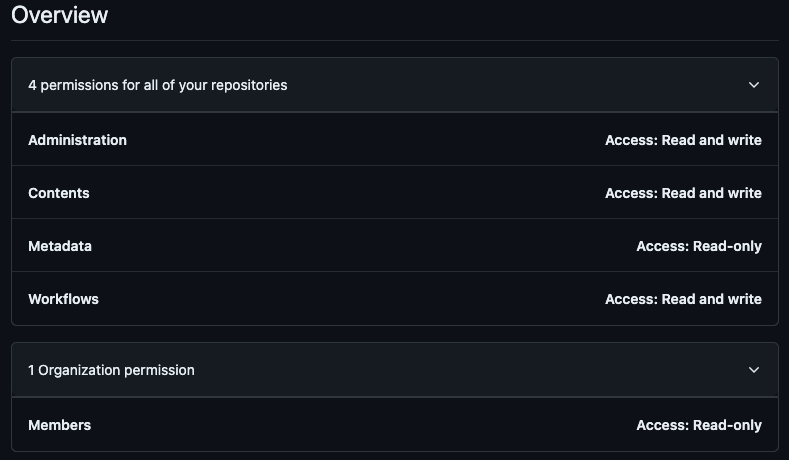 Overview
4 permissions for all of your repositories
Administration Access: Read and write
Contents Access: Read and write
Metadata Access: Read-only
Workflows Access: Read and write
1 Organization permission
Members Access: Read-only